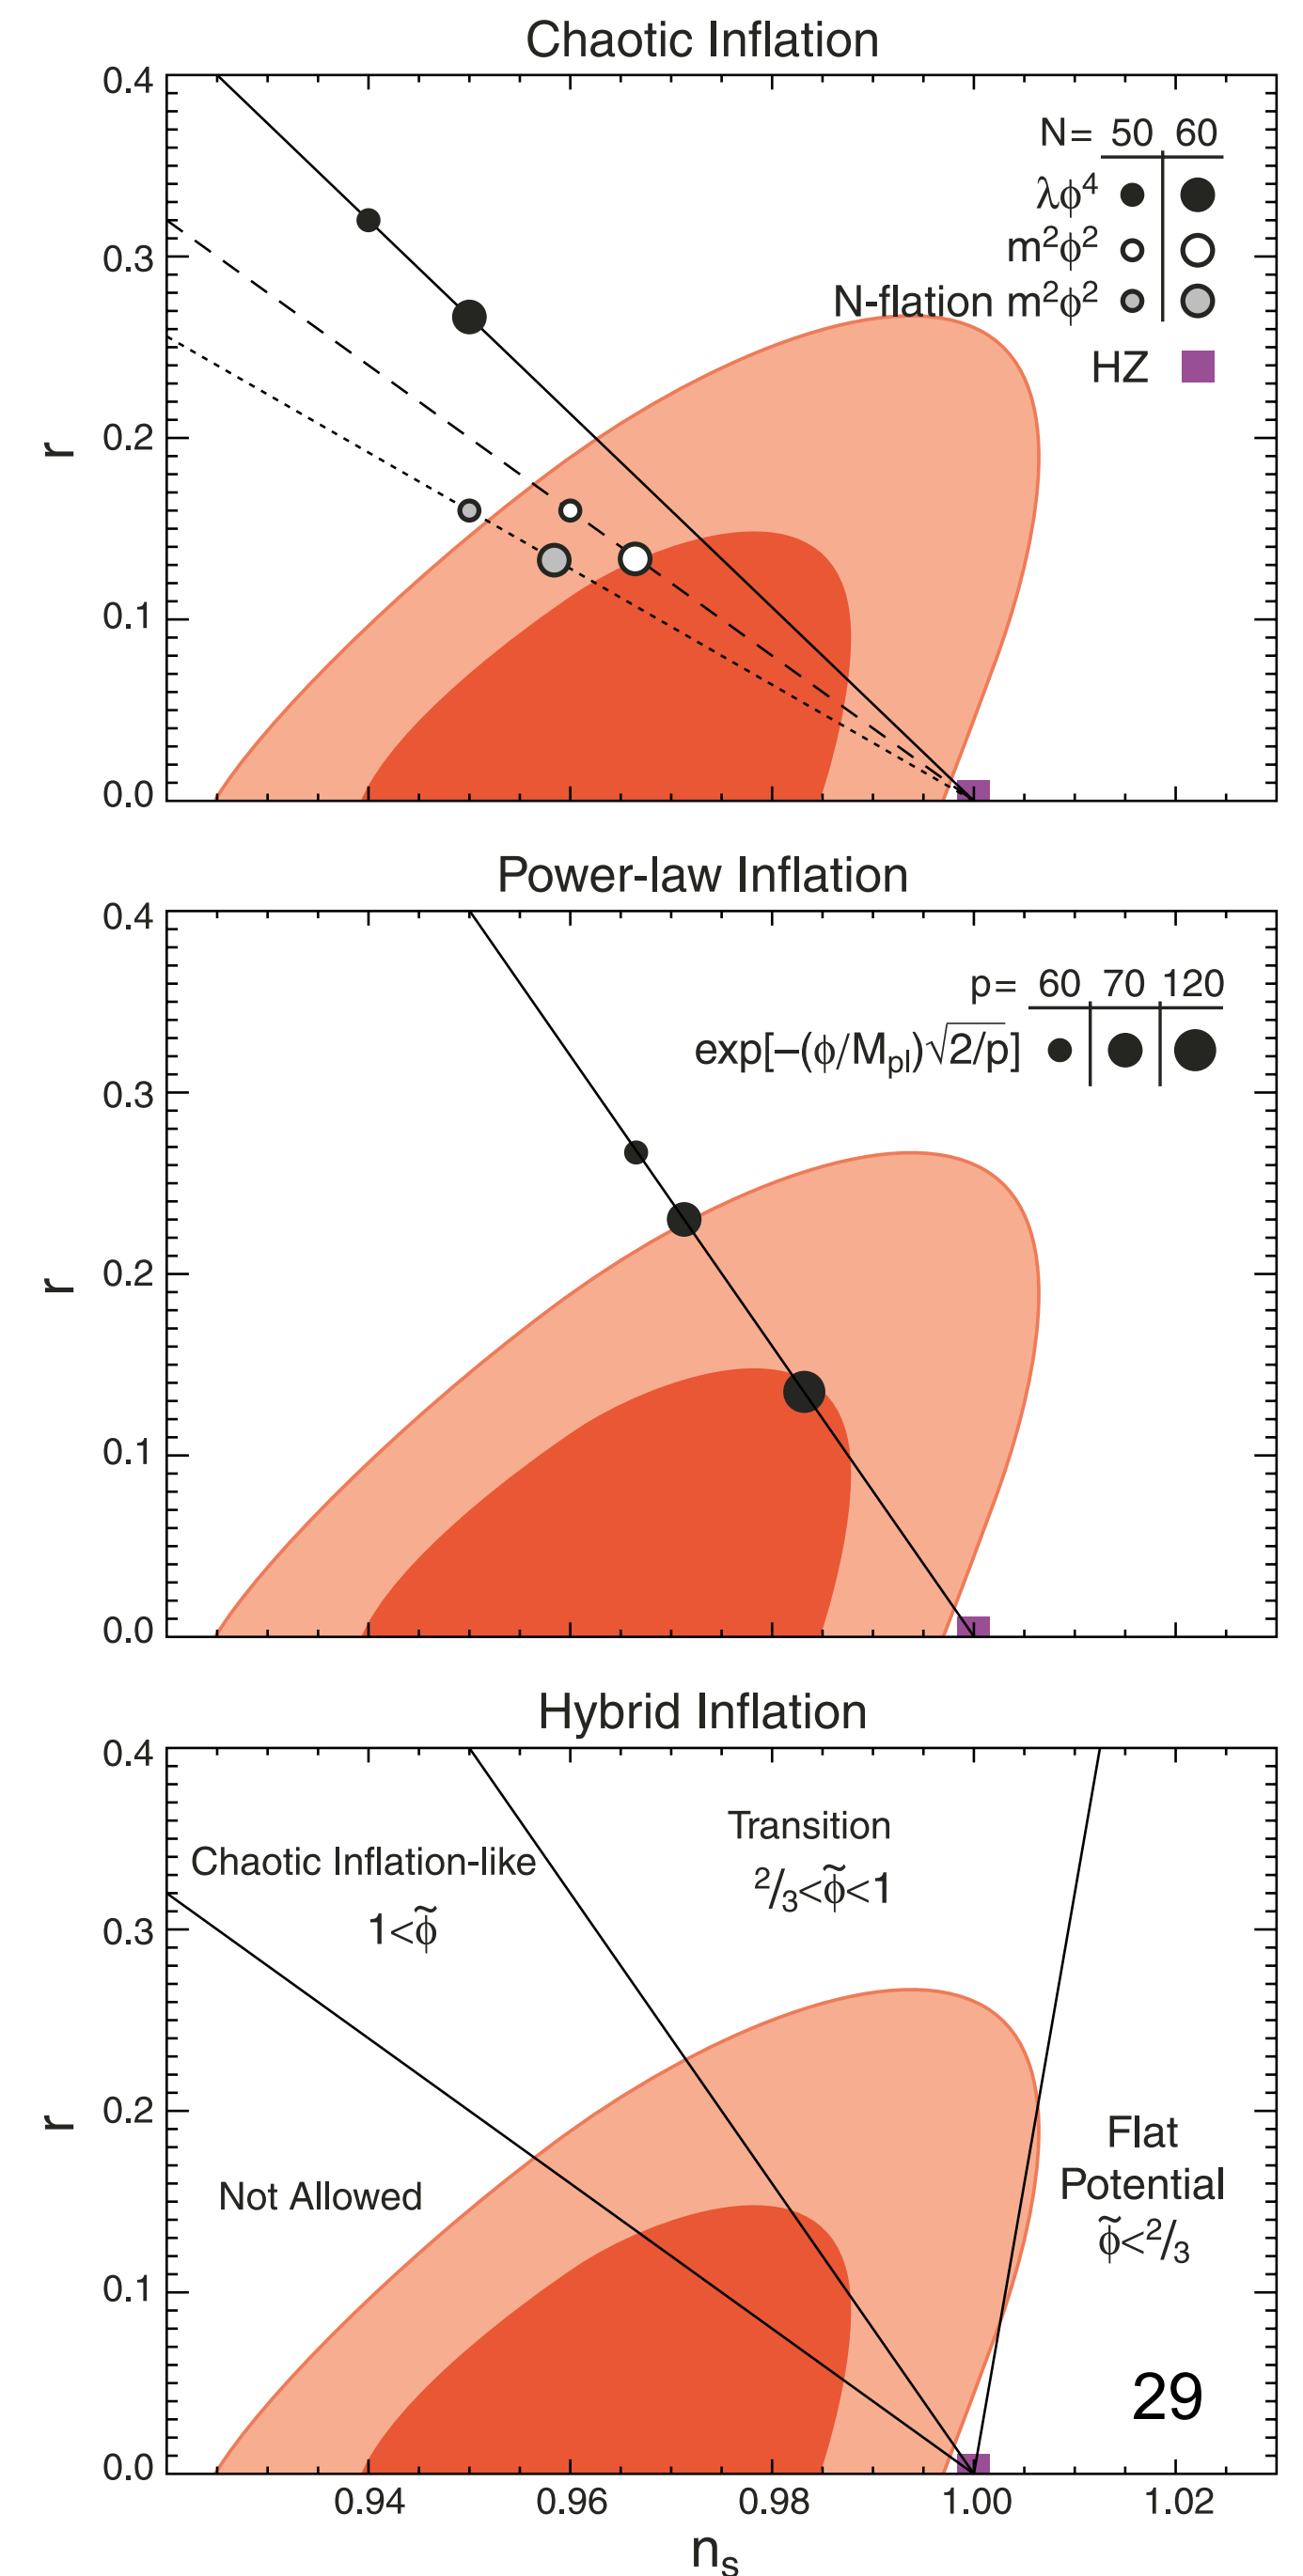 Chaotic Inflation
0.4
0.3
0.2
0.1
0.0
r
N= 50 60
λϕ⁴
m²ϕ²
N-flation m²ϕ²
HZ
Power-law Inflation
0.4
0.3
0.2
0.1
0.0
r
p= 60 70 120
exp[−(ϕ/Mₚₗ)√2/p]
Hybrid Inflation
0.4
0.3
0.2
0.1
0.0
r
Transition
²/₃<ϕ̃<1
Chaotic Inflation-like
1<ϕ̃
Not Allowed
Flat
Potential
ϕ̃<²/₃
29
0.94 0.96 0.98 1.00 1.02
nₛ